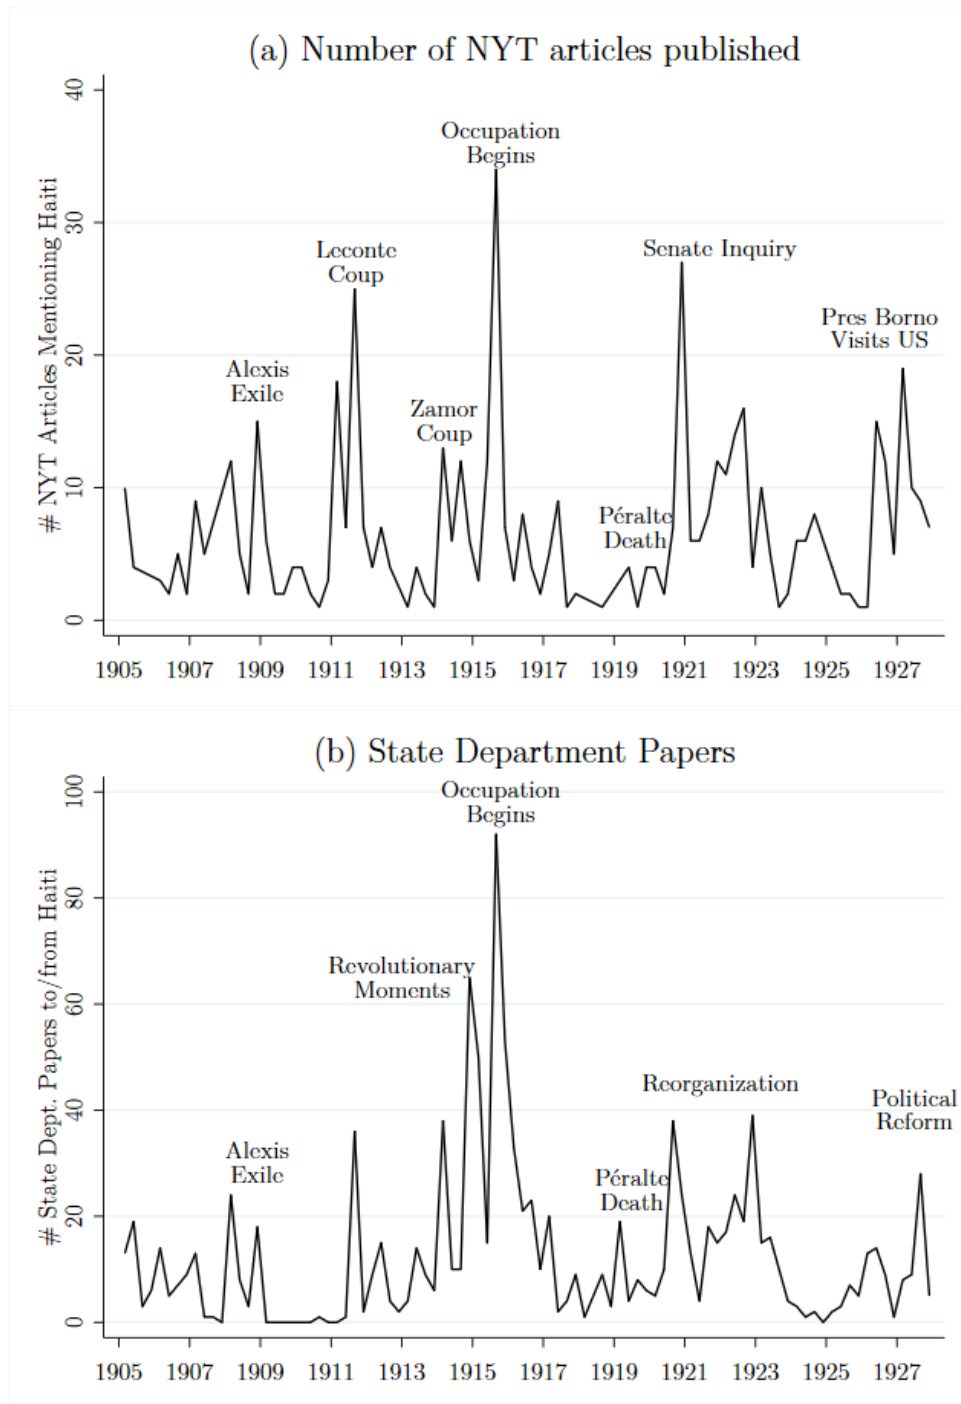 (a) Number of NYT articles published
# NYT Articles Mentioning Haiti
40
30
20
10
0
Occupation
Begins
Leconte
Coup
Senate Inquiry
Pres Borno
Visits US
Alexis
Exile
Zamor
Coup
Péralte
Death
1905 1907 1909 1911 1913 1915 1917 1919 1921 1923 1925 1927
(b) State Department Papers
# State Dept. Papers to/from Haiti
100
80
60
40
20
0
Occupation
Begins
Revolutionary
Moments
Reorganization
Political
Reform
Alexis
Exile
Péralte
Death
1905 1907 1909 1911 1913 1915 1917 1919 1921 1923 1925 1927